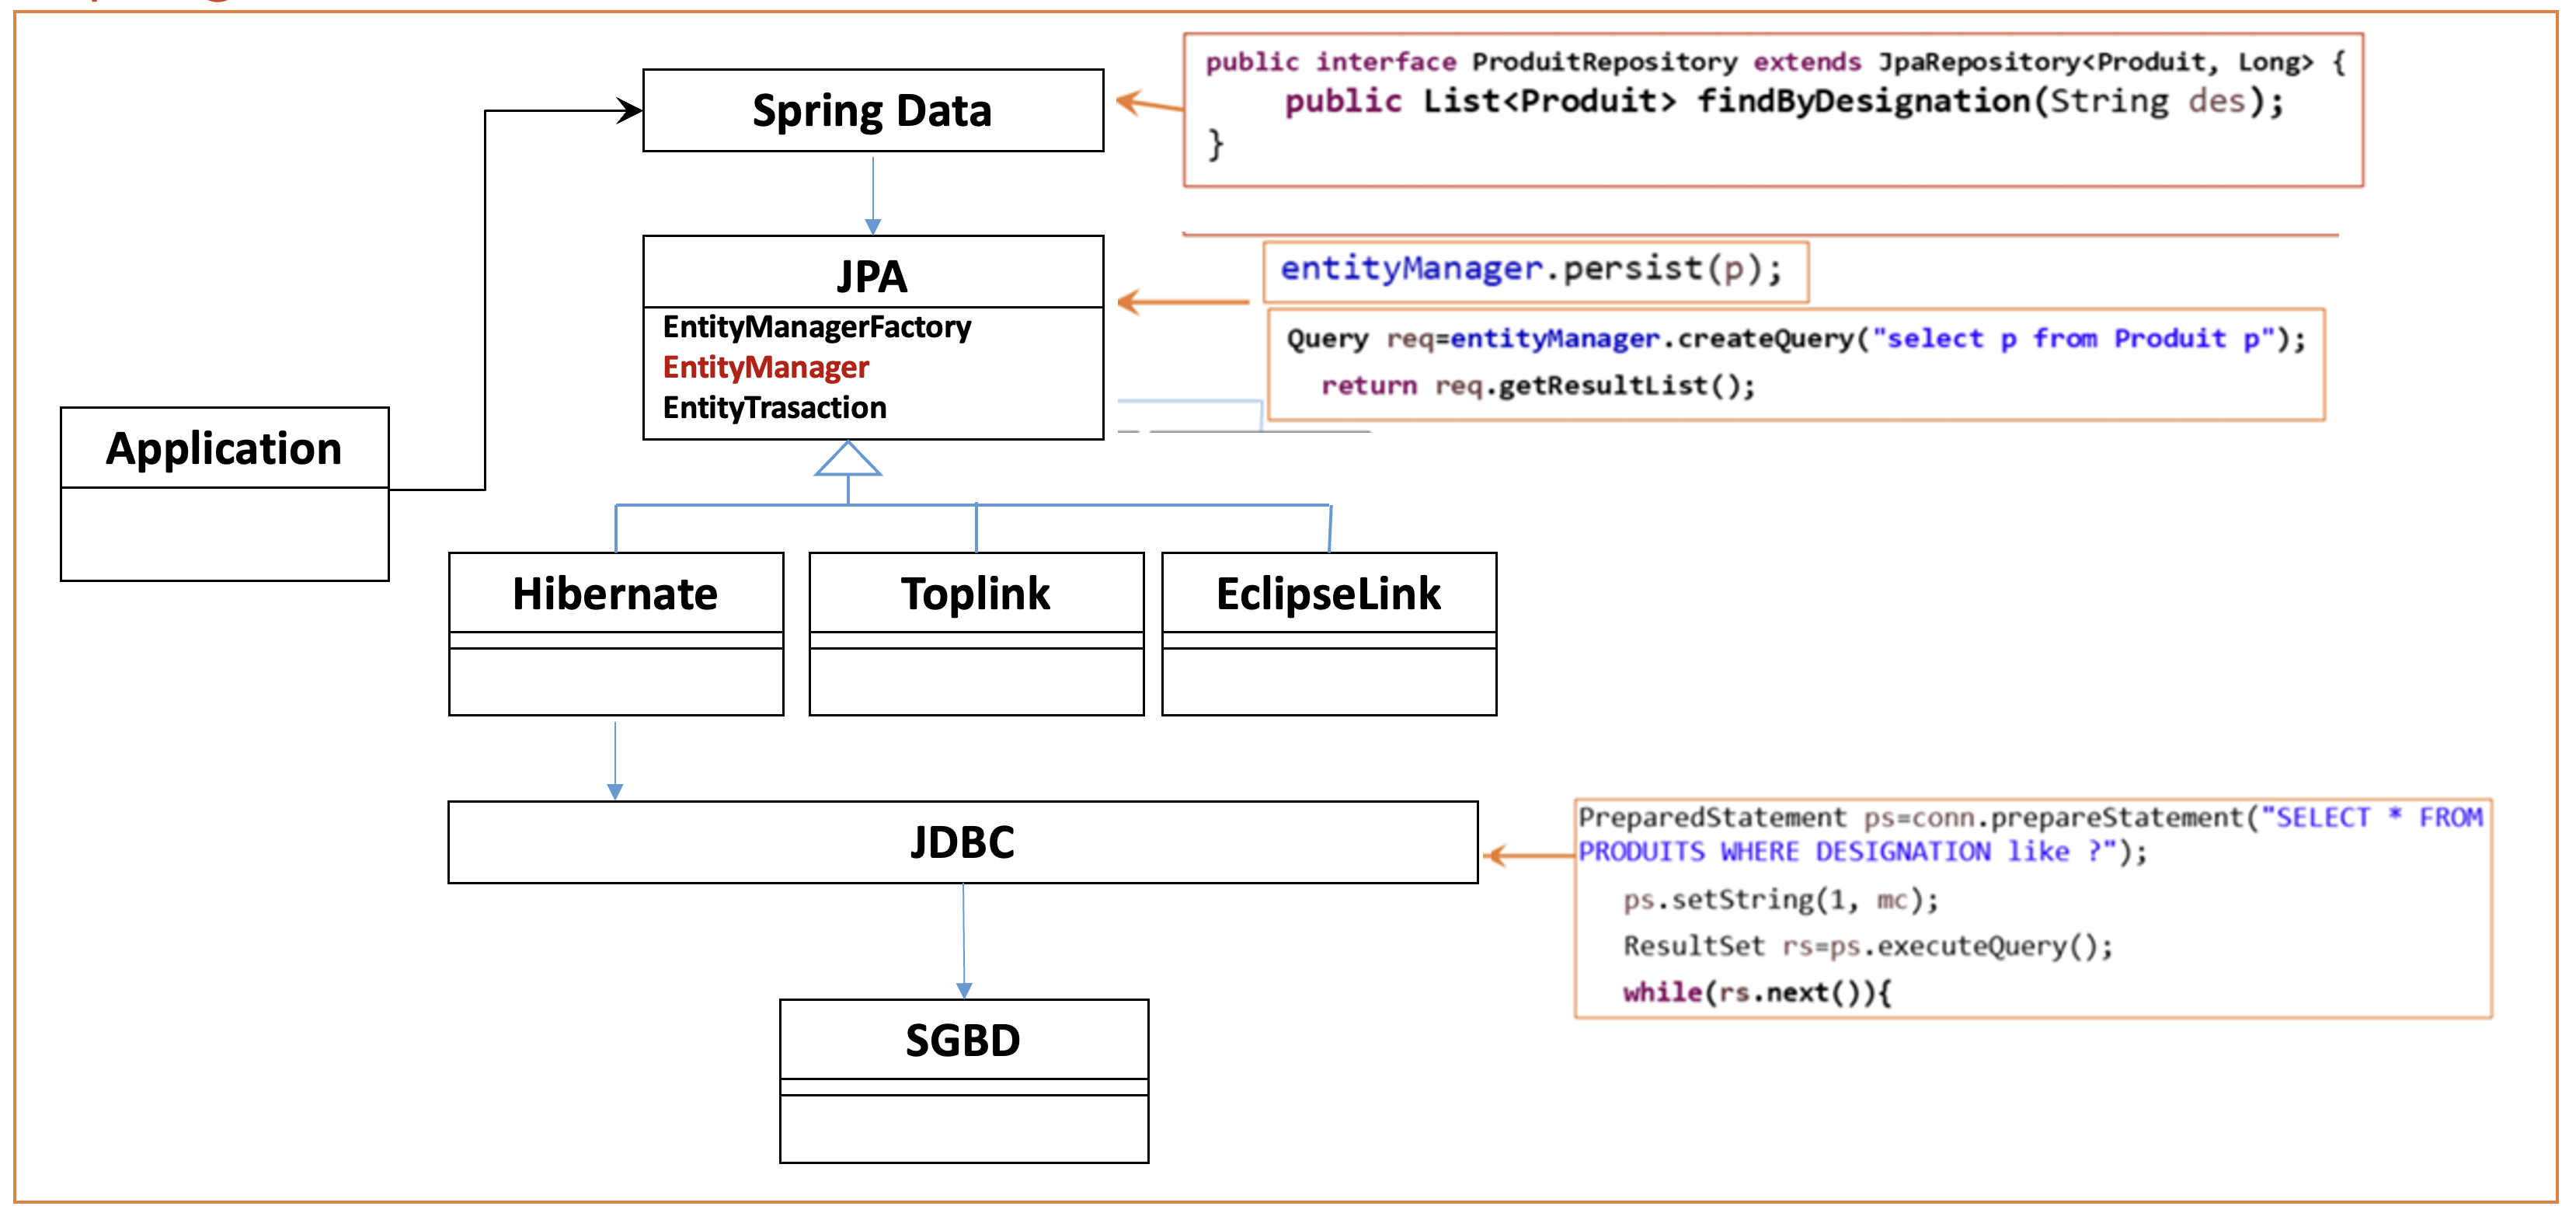 Spring Data
public interface ProduitRepository extends JpaRepository<Produit, Long> {
public List<Produit> findByDesignation(String des);
}
JPA
EntityManagerFactory
EntityManager
EntityTrasaction
entityManager.persist(p);
Query req=entityManager.createQuery("select p from Produit p");
return req.getResultList();
Application
Hibernate
Toplink
EclipseLink
JDBC
PreparedStatement ps=conn.prepareStatement("SELECT * FROM
PRODUITS WHERE DESIGNATION like ?");
ps.setString(1, mc);
ResultSet rs=ps.executeQuery();
while(rs.next()){
SGBD